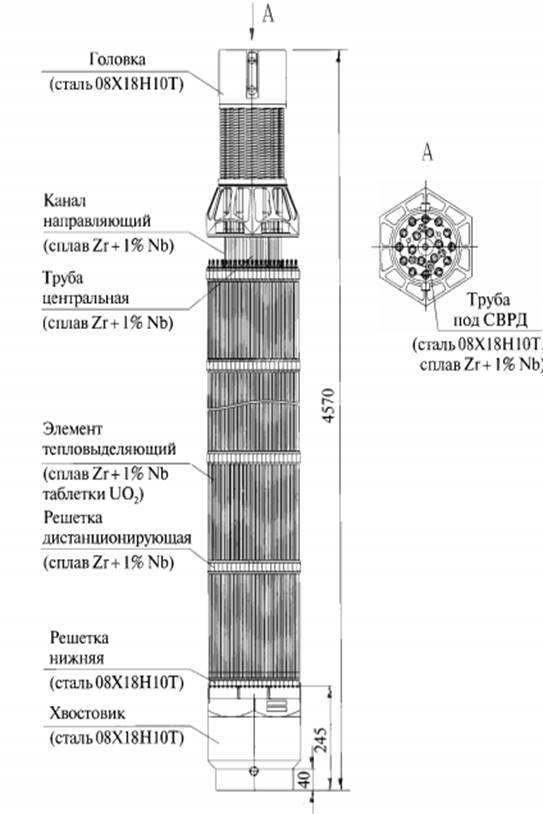 A
Головка
(сталь 08Х18Н10Т)
Канал
направляющий
(сплав Zr + 1% Nb)
Труба
центральная
(сплав Zr + 1% Nb)
A
Труба
под СВРД
(сталь 08Х18Н10Т,
сплав Zr + 1% Nb)
4570
Элемент
тепловыделяющий
(сплав Zr + 1% Nb
таблетки UO₂)
Решетка
дистанционирующая
(сплав Zr + 1% Nb)
Решетка
нижняя
(сталь 08Х18Н10Т)
Хвостовик
(сталь 08Х18Н10Т)
245
40